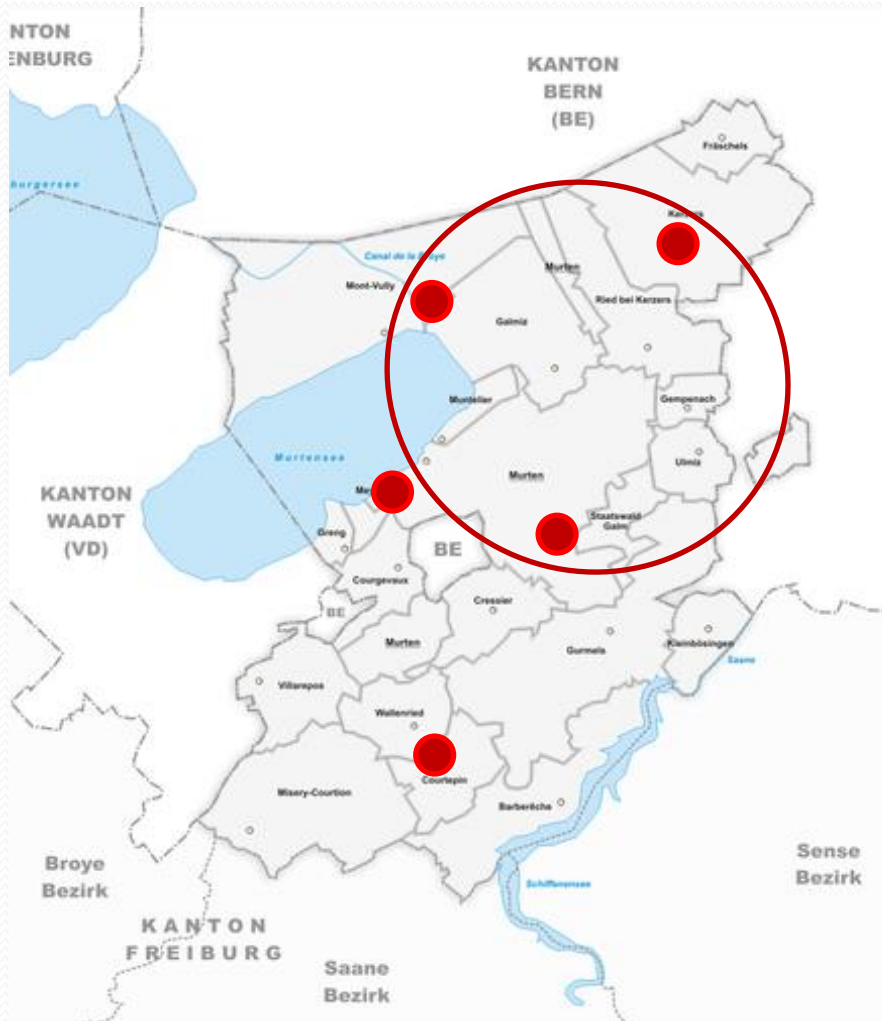 NTON
ENBURG
KANTON
BERN
(BE)
Fräschels
burgersee
Kerzers
Canal de la Broye
Murten
Mont-Vully
Ried bei Kerzers
Galmiz
Muntelier
Gempenach
Murtensee
Murten
Ulmiz
KANTON
WAADT
(VD)
Staatswald
Galm
Greng
BE
Courgevaux
BE
Cressier
Murten
Gurmels
Kleinbösingen
Saane
Villarepos
Wallenried
Courtepin
Misery-Courtion
Barberêche
Broye
Bezirk
Sense
Bezirk
Schiffenensee
KANTON
FREIBURG
Saane
Bezirk